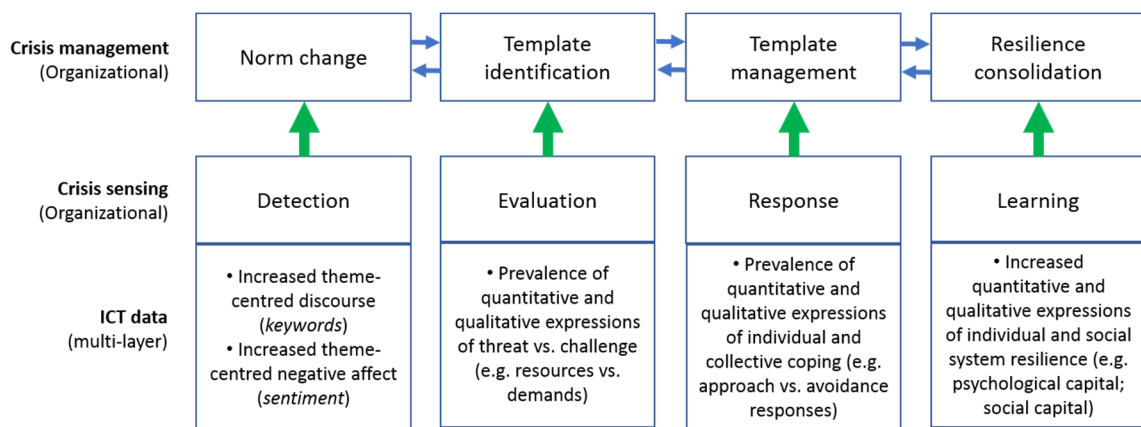 Crisis management
(Organizational)
Norm change
Template
identification
Template
management
Resilience
consolidation
Crisis sensing
(Organizational)
Detection
Evaluation
Response
Learning
ICT data
(multi-layer)
• Increased theme-
centred discourse
(keywords)
• Increased theme-
centred negative affect
(sentiment)
• Prevalence of
quantitative and
qualitative expressions
of threat vs. challenge
(e.g. resources vs.
demands)
• Prevalence of
quantitative and
qualitative expressions
of individual and
collective coping (e.g.
approach vs. avoidance
responses)
• Increased
quantitative and
qualitative expressions
of individual and social
system resilience (e.g.
psychological capital;
social capital)